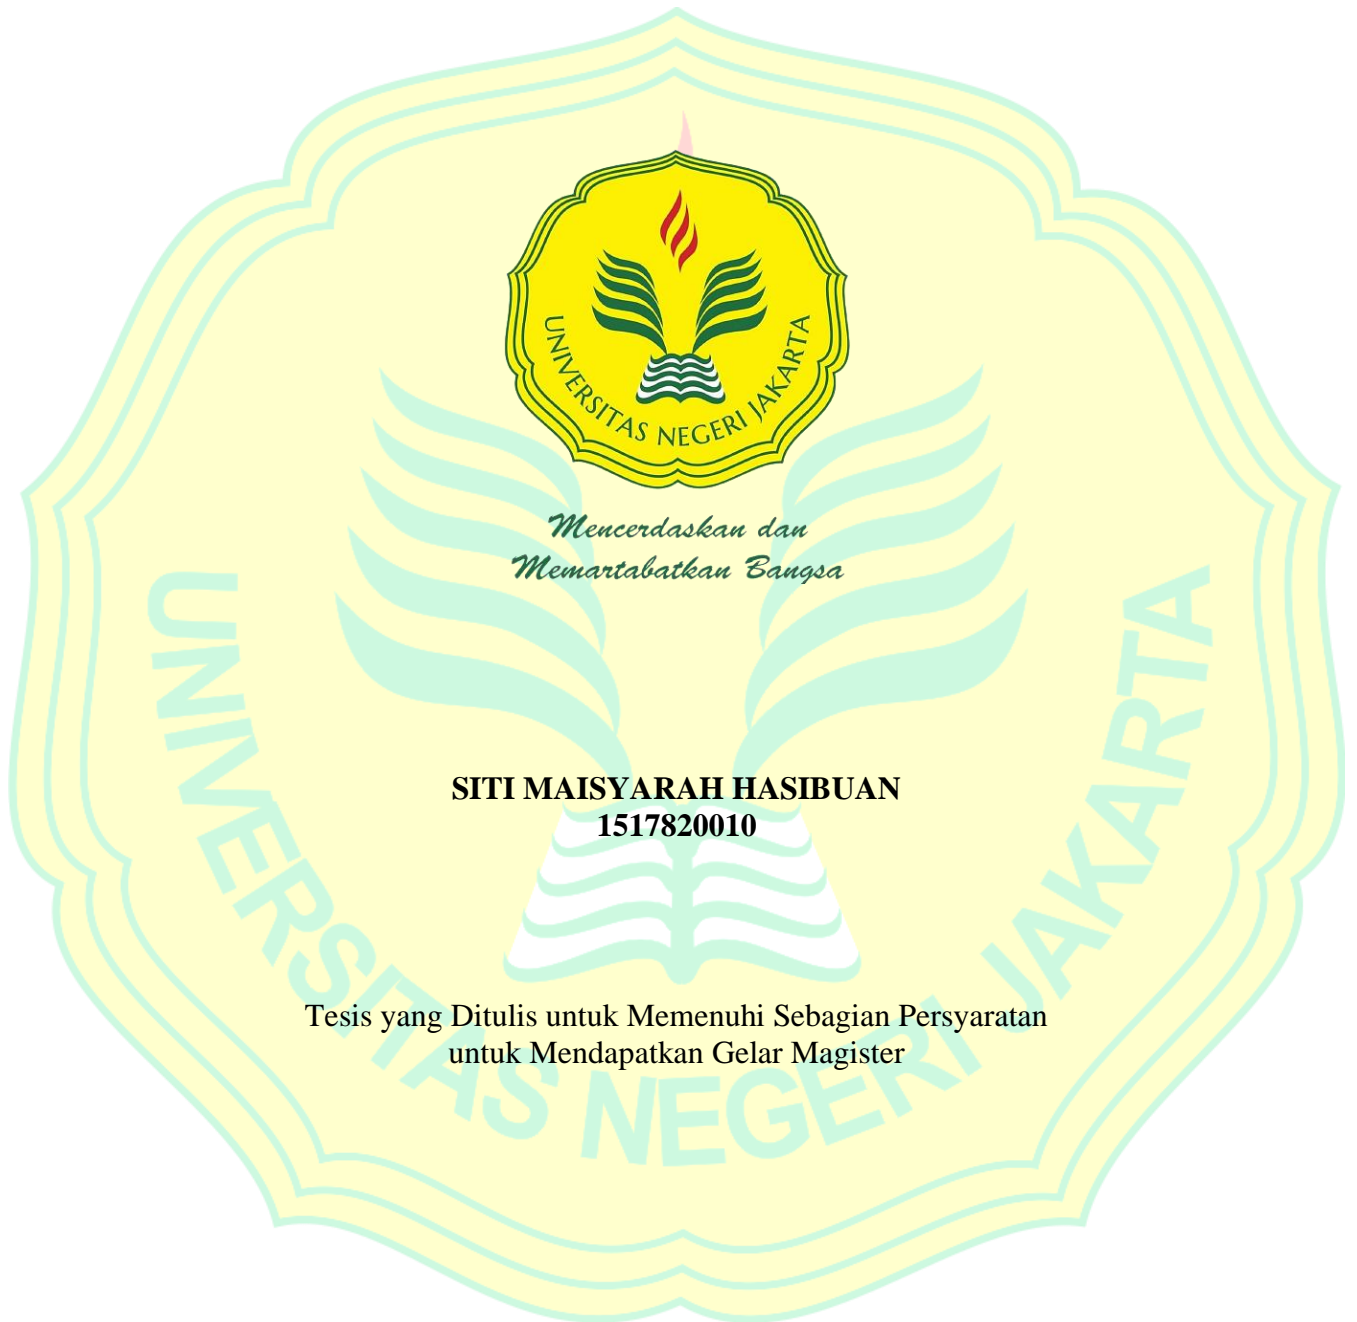 UNIVERSITAS NEGERI JAKARTA
Mencerdaskan dan
Memartabatkan Bangsa
SITI MAISYARAH HASIBUAN
1517820010
Tesis yang Ditulis untuk Memenuhi Sebagian Persyaratan
untuk Mendapatkan Gelar Magister
UNIVERSITAS NEGERI JAKARTA